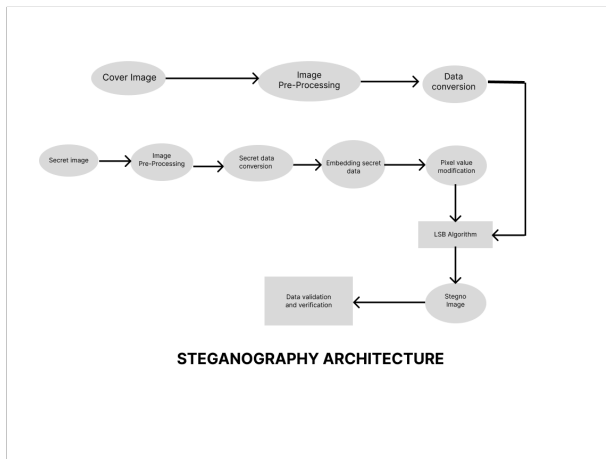 Cover Image
Image
Pre-Processing
Data
conversion
Secret image
Image
Pre-Processing
Secret data
conversion
Embedding secret
data
Pixel value
modification
LSB Algorithm
Data validation
and verification
Stegno
Image
STEGANOGRAPHY ARCHITECTURE